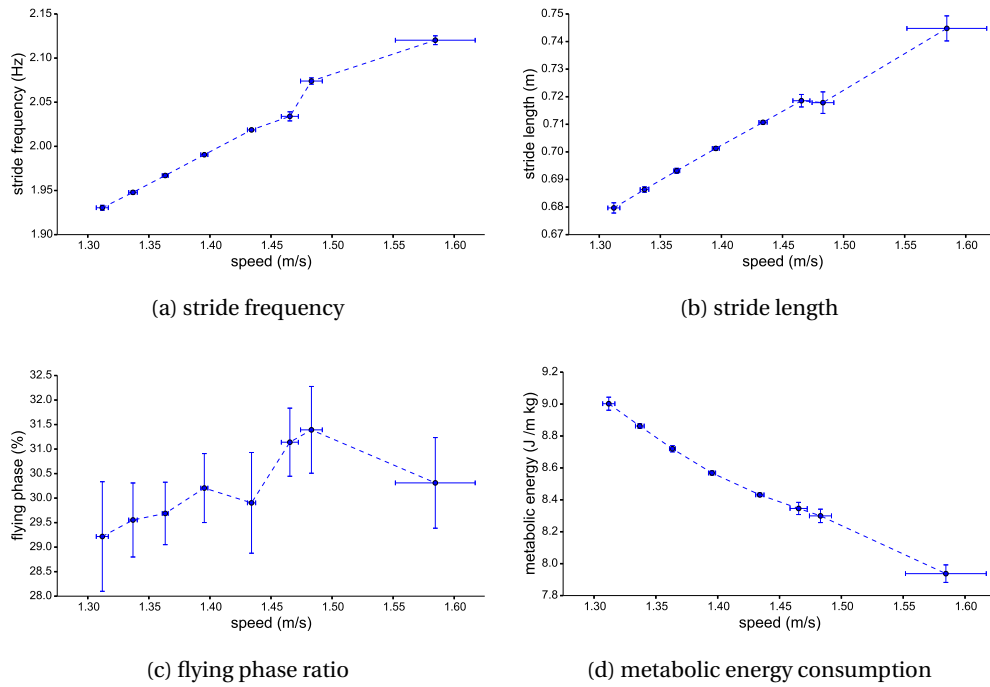 2.15
2.10
2.05
2.00
1.95
1.90
stride frequency (Hz)
1.30 1.35 1.40 1.45 1.50 1.55 1.60
speed (m/s)
(a) stride frequency
0.75
0.74
0.73
0.72
0.71
0.70
0.69
0.68
0.67
stride length (m)
1.30 1.35 1.40 1.45 1.50 1.55 1.60
speed (m/s)
(b) stride length
32.5
32.0
31.5
31.0
30.5
30.0
29.5
29.0
28.5
28.0
flying phase (%)
1.30 1.35 1.40 1.45 1.50 1.55 1.60
speed (m/s)
(c) flying phase ratio
9.2
9.0
8.8
8.6
8.4
8.2
8.0
7.8
metabolic energy (J /m kg)
1.30 1.35 1.40 1.45 1.50 1.55 1.60
speed (m/s)
(d) metabolic energy consumption